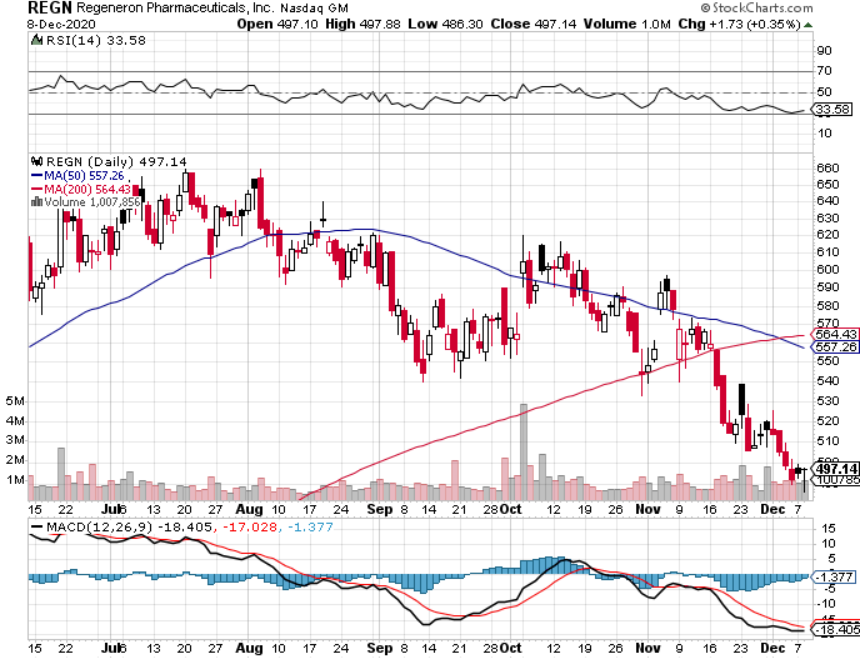 REGN Regeneron Pharmaceuticals, Inc. Nasdaq GM © StockCharts.com
8-Dec-2020 Open 497.10 High 497.88 Low 486.30 Close 497.14 Volume 1.0M Chg +1.73 (+0.35%)
RSI(14) 33.58
90
70
50
33.58
10
REGN (Daily) 497.14
MA(50) 557.26
MA(200) 564.43
Volume 1,007,856
660
650
640
630
620
610
600
590
580
570
564.43
557.26
550
540
530
520
510
497.14
100785
5M
4M
3M
2M
1M
15 22 Jul 6 13 20 27 Aug 10 17 24 Sep 8 14 21 28 Oct 12 19 26 Nov 9 16 23 Dec 7
MACD(12,26,9) -18.405, -17.028, -1.377
15
10
5
-1.377
-5
-10
-18.405
15 22 Jul 6 13 20 27 Aug 10 17 24 Sep 8 14 21 28 Oct 12 19 26 Nov 9 16 23 Dec 7